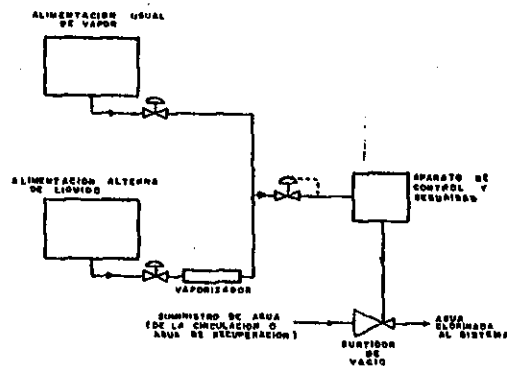 ALIMENTACION USUAL
DE VAPOR
ALIMENTACION ALTERNA
DE LIQUIDO
VAPORIZADOR
APARATO DE
CONTROL Y
SEGURIDAD
SUMINISTRO DE AGUA
(DE LA CIRCULACION O
AGUA DE RECUPERACION)
SURTIDOR
DE
VACIO
AGUA
CLORINADA
AL SISTEMA